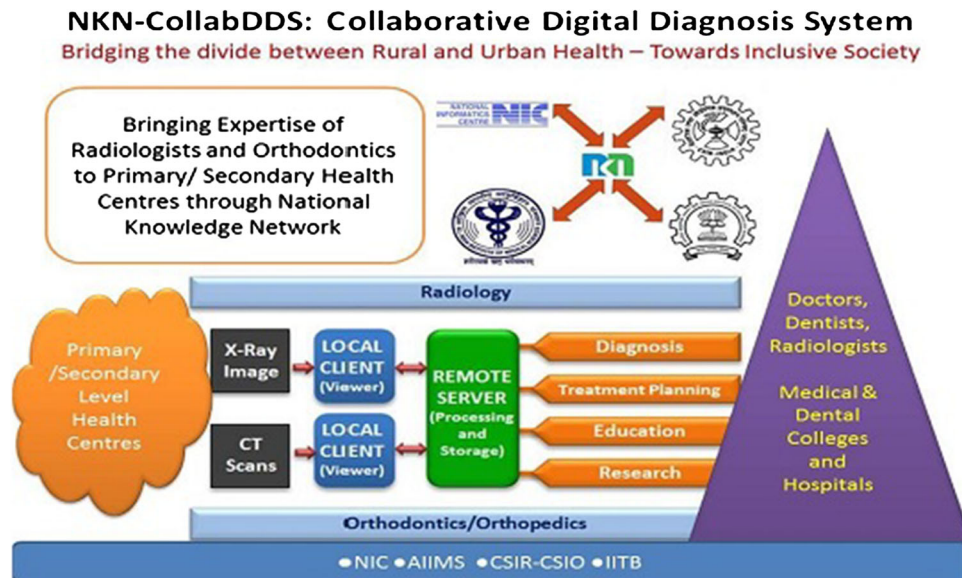 NKN-CollabDDS: Collaborative Digital Diagnosis System
Bridging the divide between Rural and Urban Health – Towards Inclusive Society
Bringing Expertise of
Radiologists and Orthodontics
to Primary/ Secondary Health
Centres through National
Knowledge Network
NATIONAL
INFORMATICS
CENTRE
NIC
Radiology
Primary
/Secondary
Level
Health
Centres
X-Ray
Image
LOCAL
CLIENT
(Viewer)
CT
Scans
LOCAL
CLIENT
(Viewer)
REMOTE
SERVER
(Processing
and
Storage)
Diagnosis
Treatment Planning
Education
Research
Doctors,
Dentists,
Radiologists
Medical &
Dental
Colleges
and
Hospitals
Orthodontics/Orthopedics
●NIC ●AIIMS ●CSIR-CSIO ●IITB